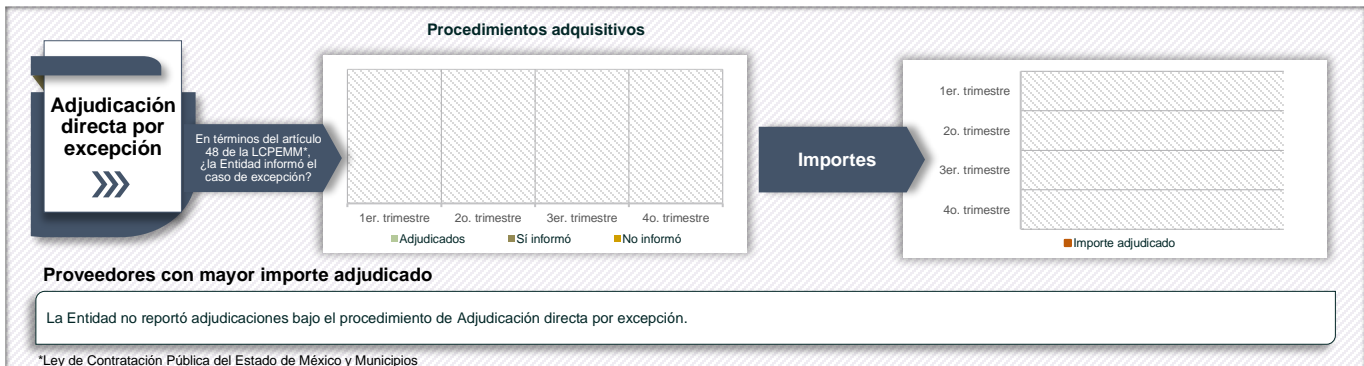 Procedimientos adquisitivos
Adjudicación
directa por
excepción
En términos del artículo
48 de la LCPEMM*,
¿la Entidad informó el
caso de excepción?
1er. trimestre 2o. trimestre 3er. trimestre 4o. trimestre
Adjudicados Sí informó No informó
Importes
1er. trimestre
2o. trimestre
3er. trimestre
4o. trimestre
Importe adjudicado
Proveedores con mayor importe adjudicado
La Entidad no reportó adjudicaciones bajo el procedimiento de Adjudicación directa por excepción.
*Ley de Contratación Pública del Estado de México y Municipios